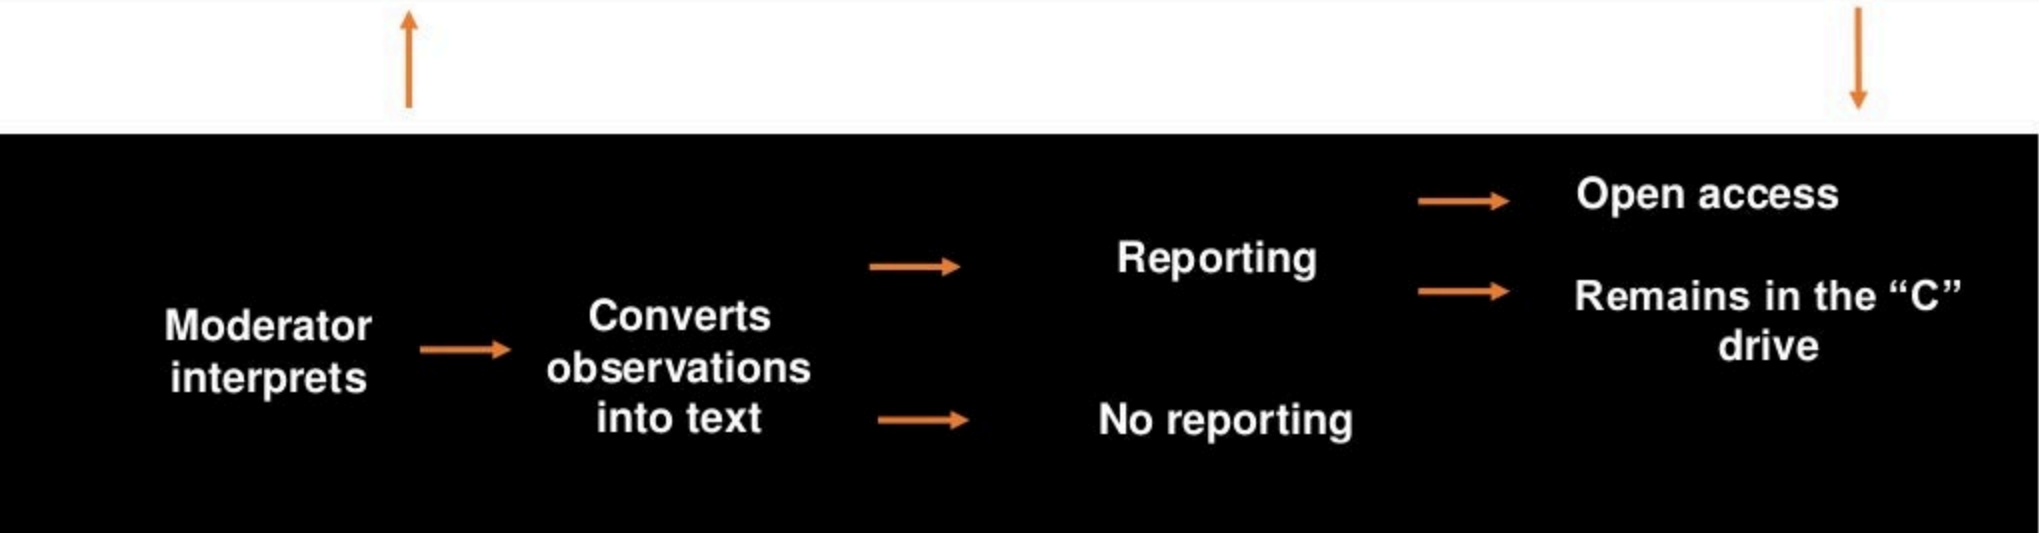 Moderator
interprets
Converts
observations
into text
Reporting
No reporting
Open access
Remains in the “C”
drive